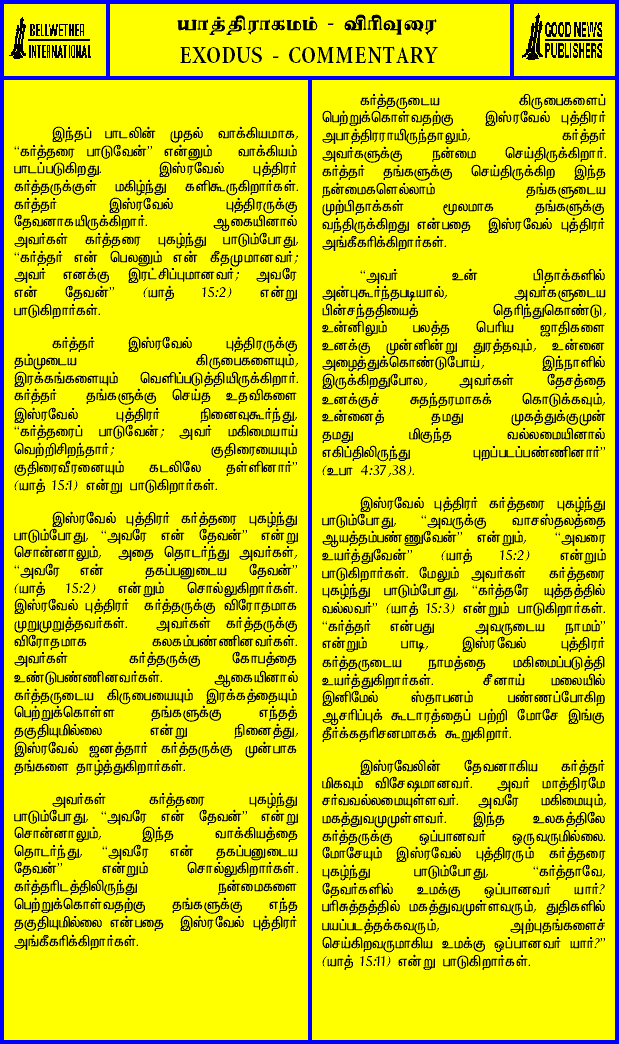 BELLWETHER
INTERNATIONAL
யாத்திராகமம் - விரிவுரை
EXODUS - COMMENTARY
GOOD NEWS
PUBLISHERS
இந்தப் பாடலின் முதல் வாக்கியமாக,
“கர்த்தரை பாடுவேன்” என்னும் வாக்கியம்
பாடப்படுகிறது. இஸ்ரவேல் புத்திரர்
கர்த்தருக்குள் மகிழ்ந்து களிகூருகிறார்கள்.
கர்த்தர் இஸ்ரவேல் புத்திரருக்கு
தேவனாகயிருக்கிறார். ஆகையினால்
அவர்கள் கர்த்தரை புகழ்ந்து பாடும்போது,
“கர்த்தர் என் பெலனும் என் கீதமுமானவர்;
அவர் எனக்கு இரட்சிப்புமானவர்; அவரே
என் தேவன்” (யாத் 15:2) என்று
பாடுகிறார்கள்.
கர்த்தர் இஸ்ரவேல் புத்திரருக்கு
தம்முடைய கிருபைகளையும்,
இரக்கங்களையும் வெளிப்படுத்தியிருக்கிறார்.
கர்த்தர் தங்களுக்கு செய்த உதவிகளை
இஸ்ரவேல் புத்திரர் நினைவுகூர்ந்து,
“கர்த்தரைப் பாடுவேன்; அவர் மகிமையாய்
வெற்றிசிறந்தார்; குதிரையையும்
குதிரைவீரனையும் கடலிலே தள்ளினார்”
(யாத் 15:1) என்று பாடுகிறார்கள்.
இஸ்ரவேல் புத்திரர் கர்த்தரை புகழ்ந்து
பாடும்போது, “அவரே என் தேவன்” என்று
சொன்னாலும், அதை தொடர்ந்து அவர்கள்,
“அவரே என் தகப்பனுடைய தேவன்”
(யாத் 15:2) என்றும் சொல்லுகிறார்கள்.
இஸ்ரவேல் புத்திரர் கர்த்தருக்கு விரோதமாக
முறுமுறுத்தவர்கள். அவர்கள் கர்த்தருக்கு
விரோதமாக கலகம்பண்ணினவர்கள்.
அவர்கள் கர்த்தருக்கு கோபத்தை
உண்டுபண்ணினவர்கள். ஆகையினால்
கர்த்தருடைய கிருபையையும் இரக்கத்தையும்
பெற்றுக்கொள்ள தங்களுக்கு எந்தத்
தகுதியுமில்லை என்று நினைத்து,
இஸ்ரவேல் ஜனத்தார் கர்த்தருக்கு முன்பாக
தங்களை தாழ்த்துகிறார்கள்.
அவர்கள் கர்த்தரை புகழ்ந்து
பாடும்போது, “அவரே என் தேவன்” என்று
சொன்னாலும், இந்த வாக்கியத்தை
தொடர்ந்து, “அவரே என் தகப்பனுடைய
தேவன்” என்றும் சொல்லுகிறார்கள்.
கர்த்தரிடத்திலிருந்து நன்மைகளை
பெற்றுக்கொள்வதற்கு தங்களுக்கு எந்த
தகுதியுமில்லை என்பதை இஸ்ரவேல் புத்திரர்
அங்கீகரிக்கிறார்கள்.
கர்த்தருடைய கிருபைகளைப்
பெற்றுக்கொள்வதற்கு இஸ்ரவேல் புத்திரர்
அபாத்திரராயிருந்தாலும், கர்த்தர்
அவர்களுக்கு நன்மை செய்திருக்கிறார்.
கர்த்தர் தங்களுக்கு செய்திருக்கிற இந்த
நன்மைகளெல்லாம் தங்களுடைய
முற்பிதாக்கள் மூலமாக தங்களுக்கு
வந்திருக்கிறது என்பதை இஸ்ரவேல் புத்திரர்
அங்கீகரிக்கிறார்கள்.
“அவர் உன் பிதாக்களில்
அன்புகூர்ந்தபடியால், அவர்களுடைய
பின்சந்ததியைத் தெரிந்துகொண்டு,
உன்னிலும் பலத்த பெரிய ஜாதிகளை
உனக்கு முன்னின்று துரத்தவும், உன்னை
அழைத்துக்கொண்டுபோய், இந்நாளில்
இருக்கிறதுபோல, அவர்கள் தேசத்தை
உனக்குச் சுதந்தரமாகக் கொடுக்கவும்,
உன்னைத் தமது முகத்துக்குமுன்
தமது மிகுந்த வல்லமையினால்
எகிப்திலிருந்து புறப்படப்பண்ணினார்”
(உபா 4:37,38).
இஸ்ரவேல் புத்திரர் கர்த்தரை புகழ்ந்து
பாடும்போது, “அவருக்கு வாசஸ்தலத்தை
ஆயத்தம்பண்ணுவேன்” என்றும், “அவரை
உயர்த்துவேன்” (யாத் 15:2) என்றும்
பாடுகிறார்கள். மேலும் அவர்கள் கர்த்தரை
புகழ்ந்து பாடும்போது, “கர்த்தரே யுத்தத்தில்
வல்லவர்” (யாத் 15:3) என்றும் பாடுகிறார்கள்.
“கர்த்தர் என்பது அவருடைய நாமம்”
என்றும் பாடி, இஸ்ரவேல் புத்திரர்
கர்த்தருடைய நாமத்தை மகிமைப்படுத்தி
உயர்த்துகிறார்கள். சீனாய் மலையில்
இனிமேல் ஸ்தாபனம் பண்ணப்போகிற
ஆசரிப்புக் கூடாரத்தைப் பற்றி மோசே இங்கு
தீர்க்கதரிசனமாகக் கூறுகிறார்.
இஸ்ரவேலின் தேவனாகிய கர்த்தர்
மிகவும் விசேஷமானவர். அவர் மாத்திரமே
சர்வவல்லமையுள்ளவர். அவரே மகிமையும்,
மகத்துவமுமுள்ளவர். இந்த உலகத்திலே
கர்த்தருக்கு ஒப்பானவர் ஒருவருமில்லை.
மோசேயும் இஸ்ரவேல் புத்திரரும் கர்த்தரை
புகழ்ந்து பாடும்போது, “கர்த்தாவே,
தேவர்களில் உமக்கு ஒப்பானவர் யார்?
பரிசுத்தத்தில் மகத்துவமுள்ளவரும், துதிகளில்
பயப்படத்தக்கவரும், அற்புதங்களைச்
செய்கிறவருமாகிய உமக்கு ஒப்பானவர் யார்?”
(யாத் 15:11) என்று பாடுகிறார்கள்.